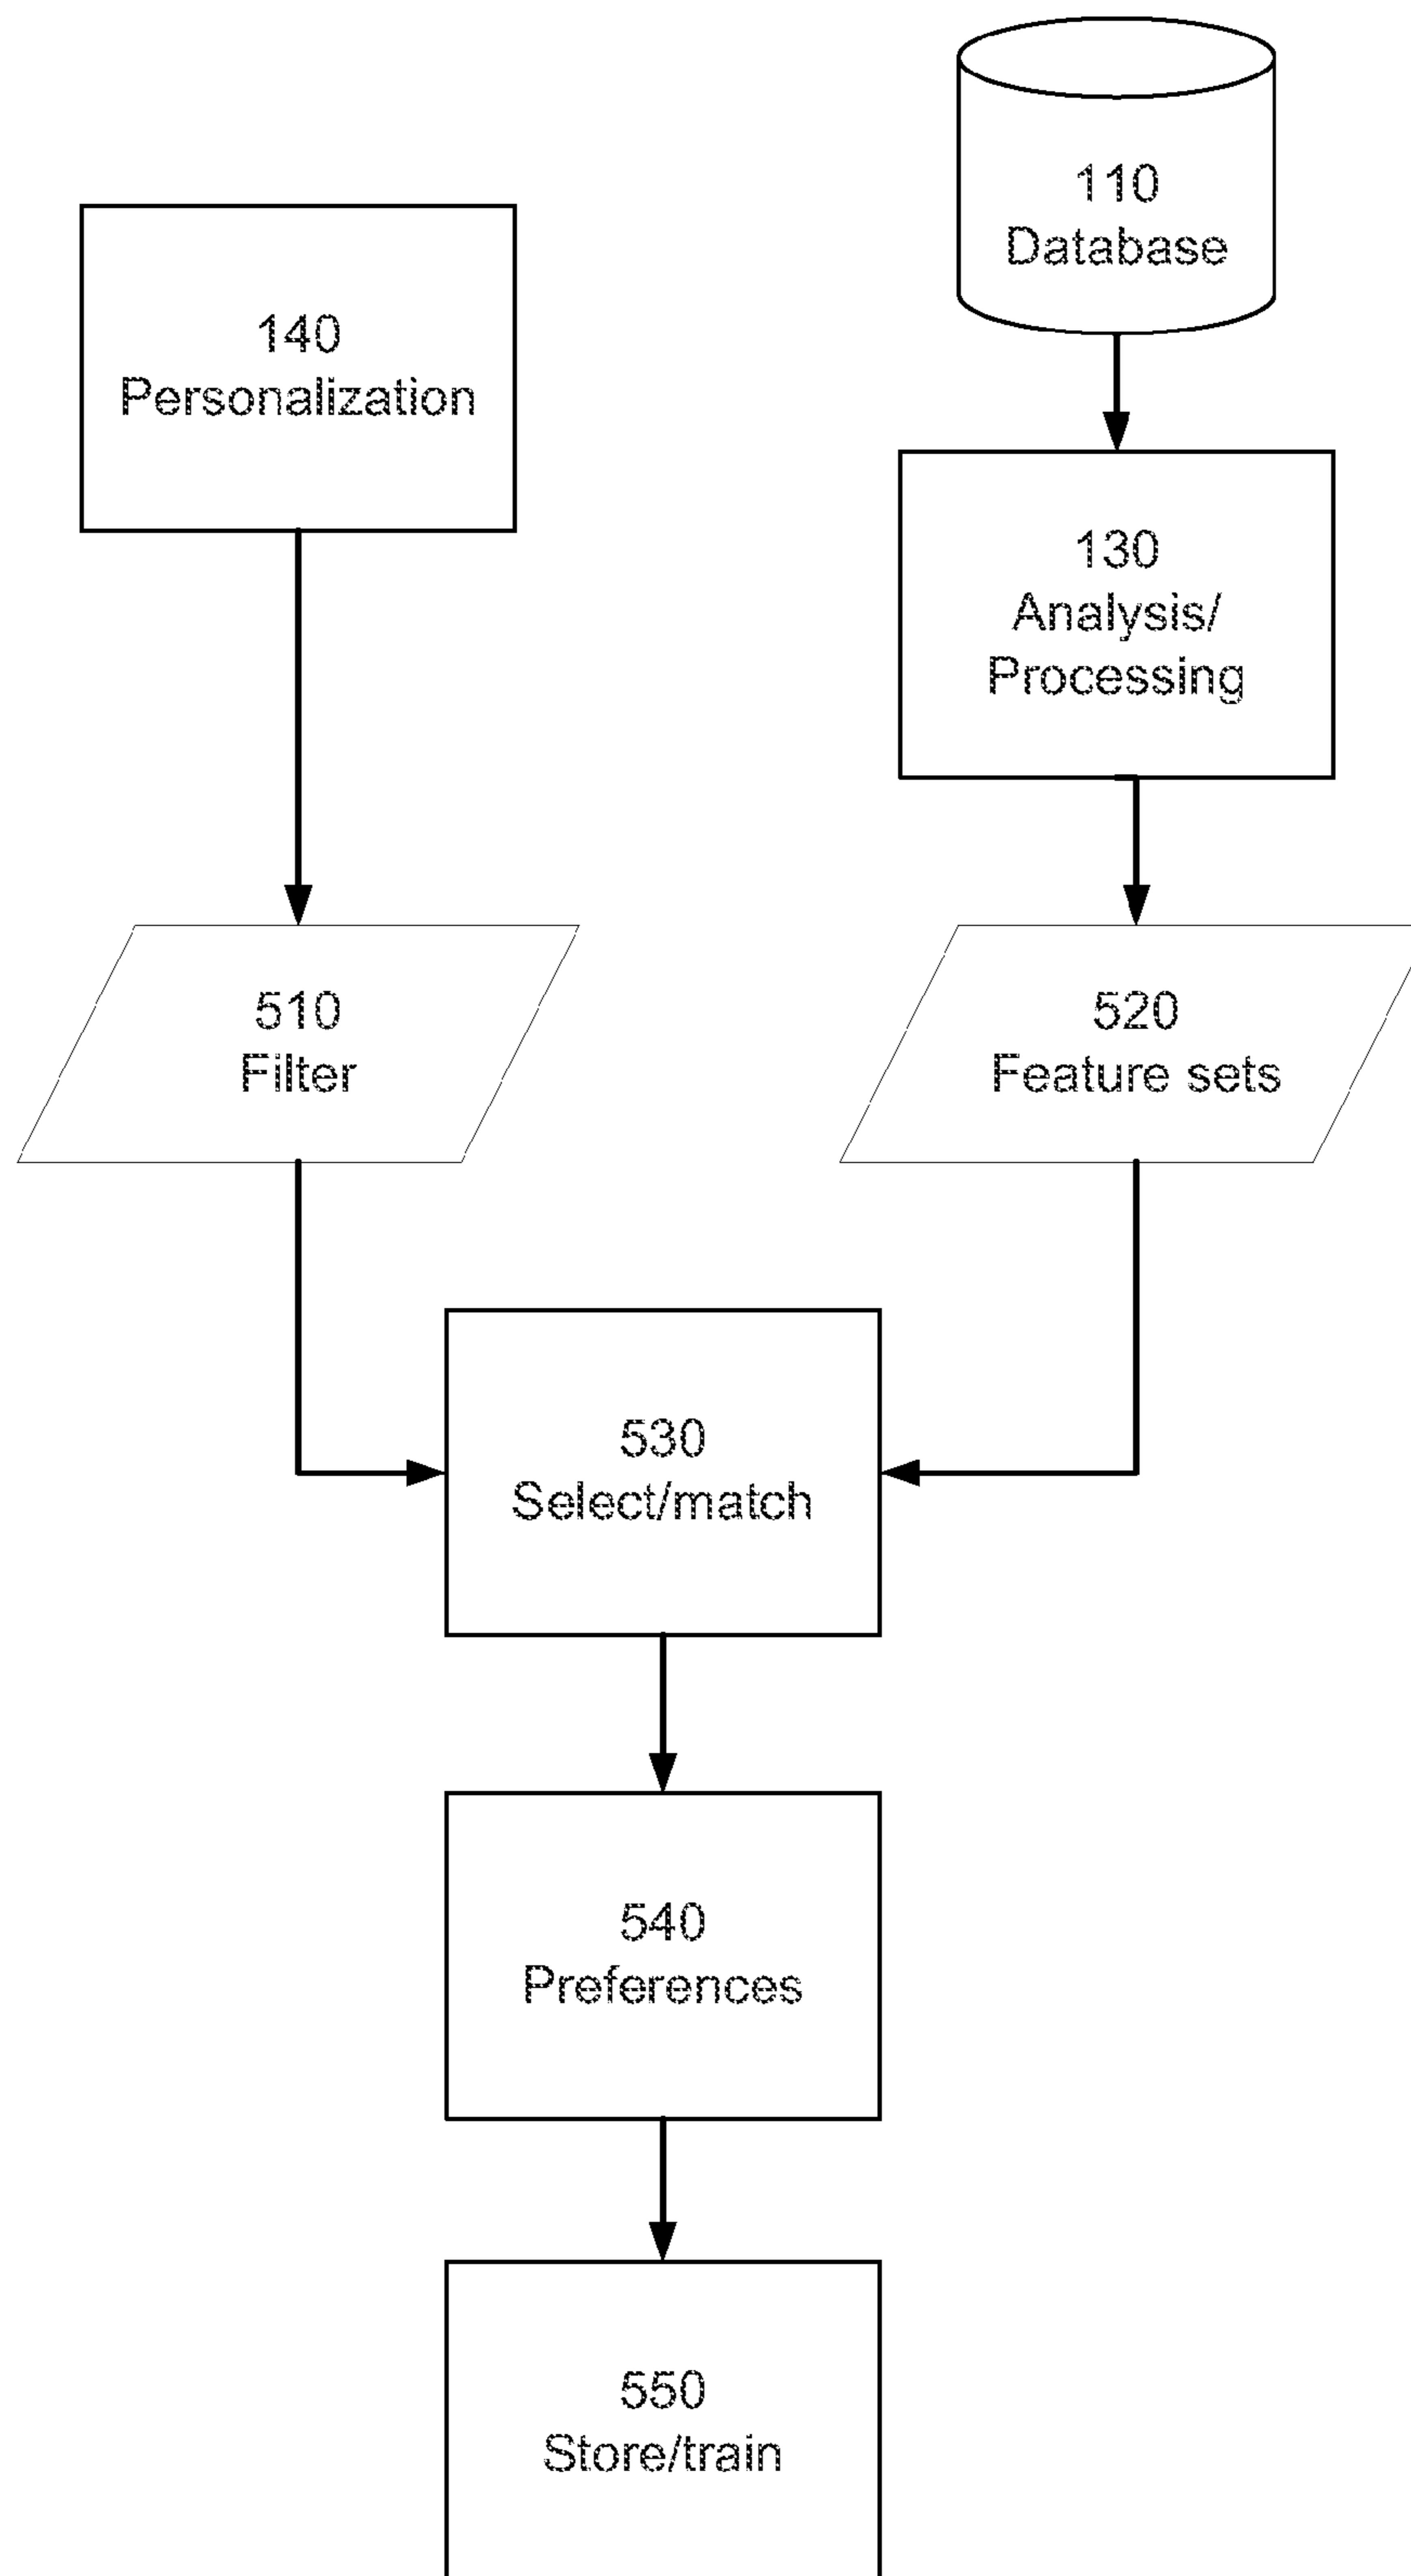 110
Database
140
Personalization
130
Analysis/
Processing
510
Filter
520
Feature sets
530
Select/match
540
Preferences
550
Store/train